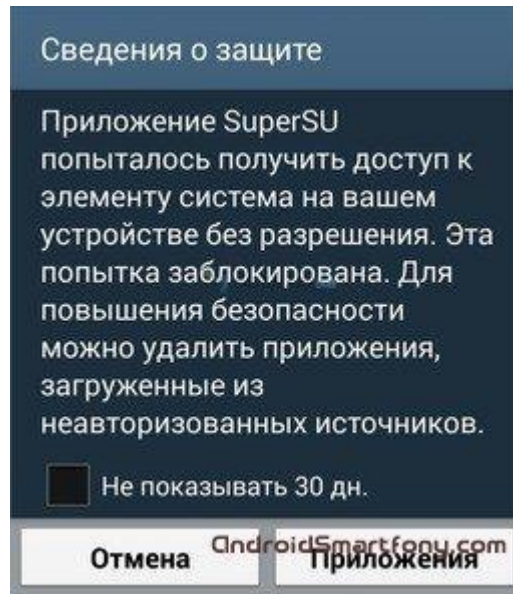 Сведения о защите
Приложение SuperSU
попыталось получить доступ к
элементу система на вашем
устройстве без разрешения. Эта
попытка заблокирована. Для
повышения безопасности
можно удалить приложения,
загруженные из
неавторизованных источников.
Не показывать 30 дн.
Отмена
Приложения
AndroidSmartfony.com